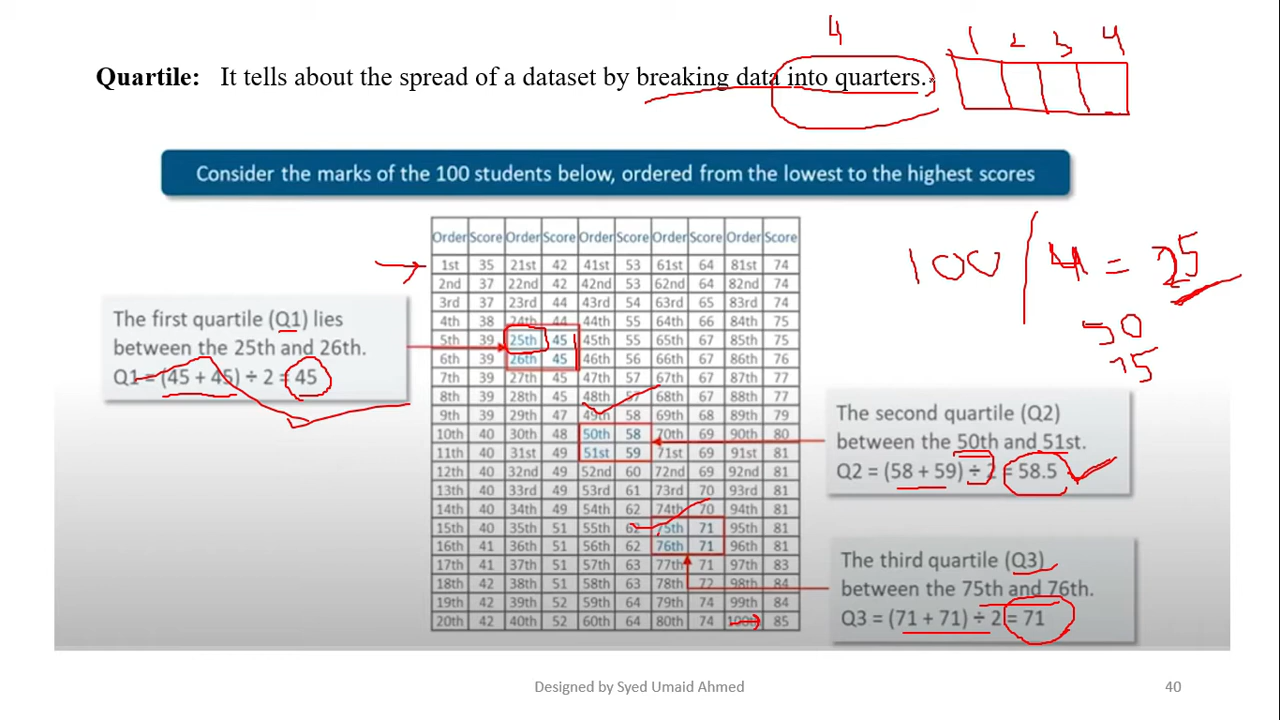 4
1 2 3 4
Quartile: It tells about the spread of a dataset by breaking data into quarters.
Consider the marks of the 100 students below, ordered from the lowest to the highest scores
100 / 4 = 25
50
75
The first quartile (Q1) lies
between the 25th and 26th.
Q1 = (45 + 45) ÷ 2 = 45
Order Score Order Score Order Score Order Score Order Score
1st 35 21st 42 41st 53 61st 64 81st 74
2nd 37 22nd 42 42nd 53 62nd 64 82nd 74
3rd 37 23rd 44 43rd 54 63rd 65 83rd 74
4th 38 24th 44 44th 55 64th 66 84th 75
5th 39 25th 45 45th 55 65th 67 85th 75
6th 39 26th 45 46th 56 66th 67 86th 76
7th 39 27th 45 47th 57 67th 67 87th 77
8th 39 28th 45 48th 57 68th 67 88th 77
9th 39 29th 47 49th 58 69th 68 89th 79
10th 40 30th 48 50th 58 70th 69 90th 80
11th 40 31st 49 51st 59 71st 69 91st 81
12th 40 32nd 49 52nd 60 72nd 69 92nd 81
13th 40 33rd 49 53rd 61 73rd 70 93rd 81
14th 40 34th 49 54th 62 74th 70 94th 81
15th 40 35th 51 55th 62 75th 71 95th 81
16th 41 36th 51 56th 62 76th 71 96th 81
17th 41 37th 51 57th 63 77th 71 97th 83
18th 42 38th 51 58th 63 78th 72 98th 84
19th 42 39th 52 59th 64 79th 74 99th 84
20th 42 40th 52 60th 64 80th 74 100th 85
The second quartile (Q2)
between the 50th and 51st.
Q2 = (58 + 59) ÷ 2 = 58.5
The third quartile (Q3)
between the 75th and 76th.
Q3 = (71 + 71) ÷ 2 = 71
Designed by Syed Umaid Ahmed
40